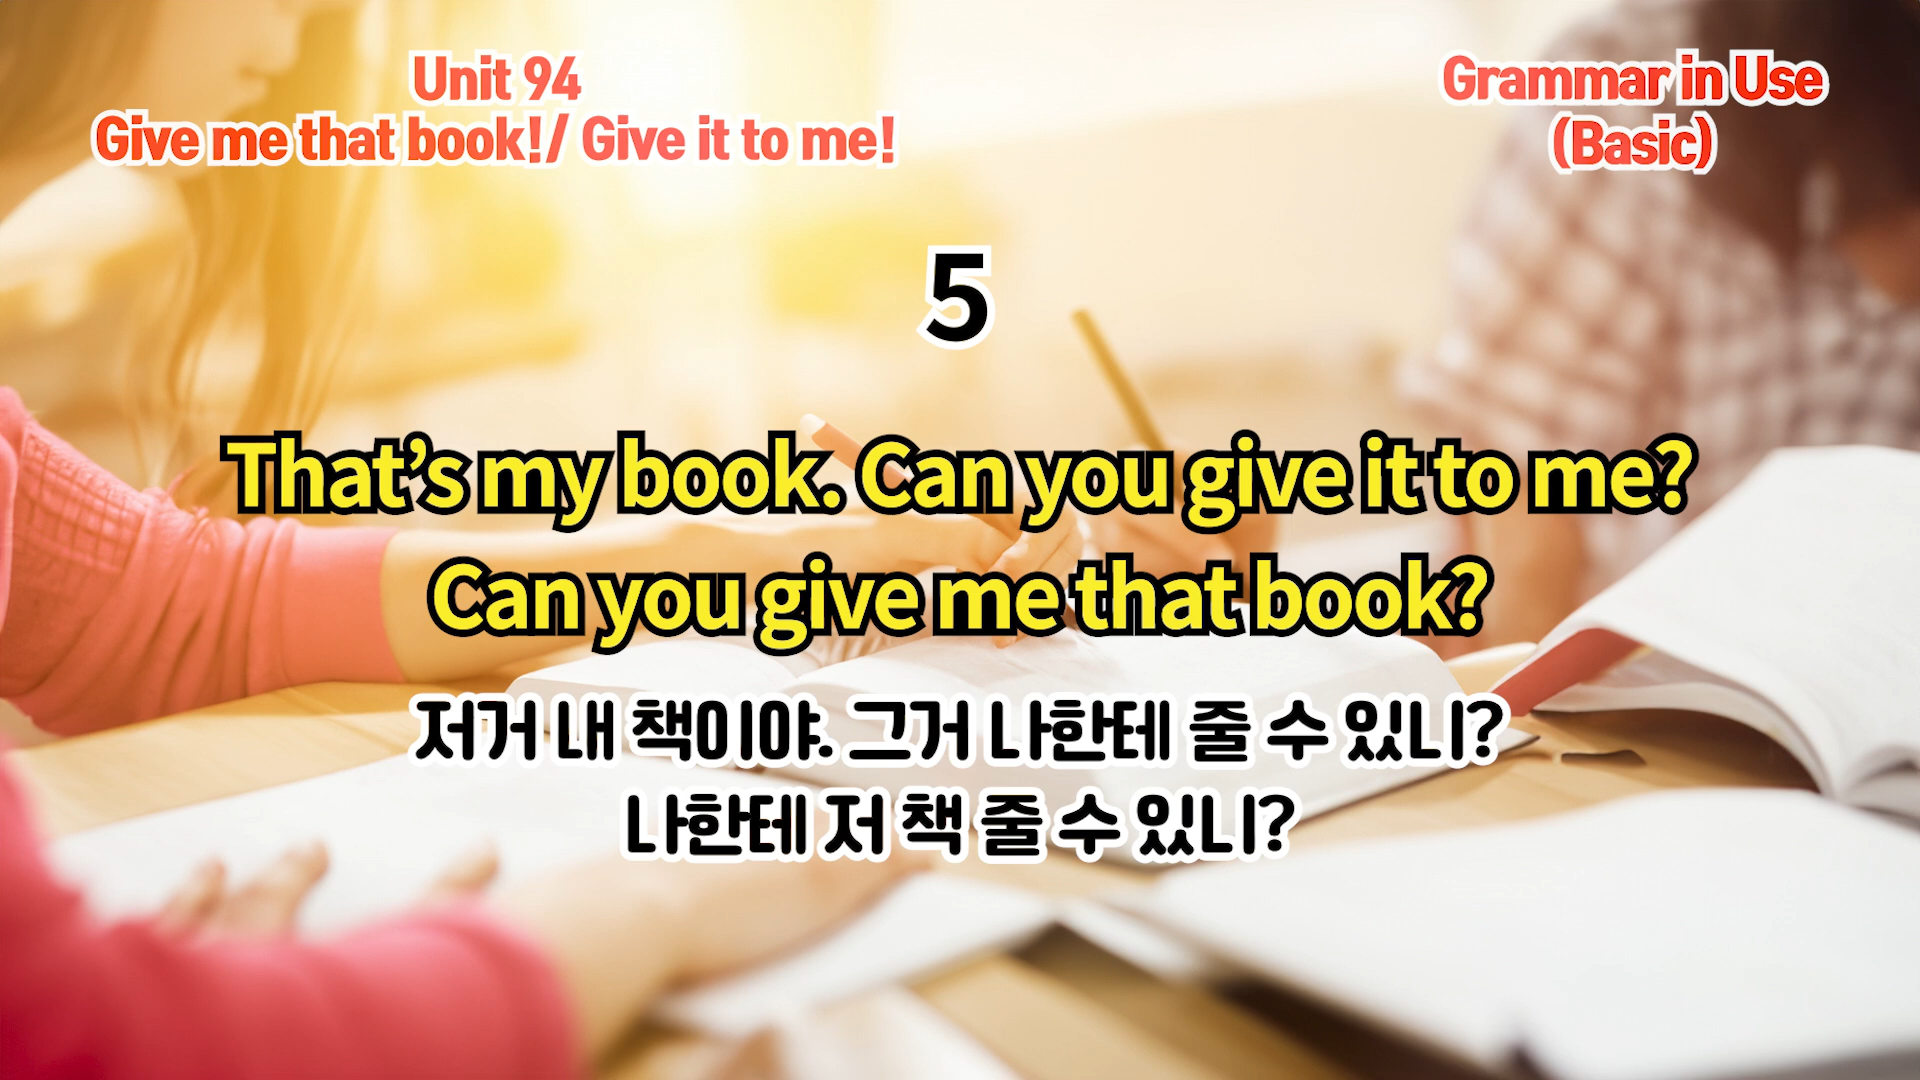 Unit 94
Give me that book!/ Give it to me!
Grammar in Use
(Basic)
5
That’s my book. Can you give it to me?
Can you give me that book?
저거 내 책이야. 그거 나한테 줄 수 있니?
나한테 저 책 줄 수 있니?